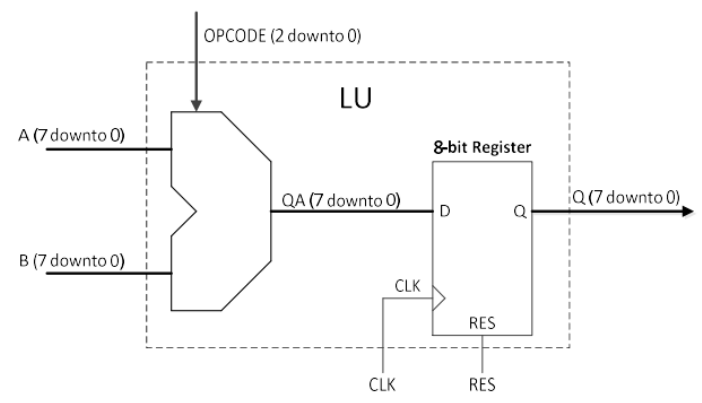 OPCODE (2 downto 0)
LU
A (7 downto 0)
8-bit Register
QA (7 downto 0)
D
Q
Q (7 downto 0)
B (7 downto 0)
CLK
RES
CLK
RES